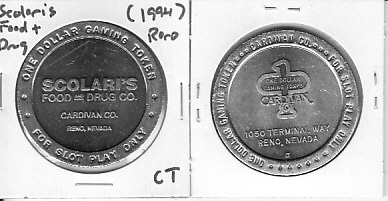 Scolari's
Food +
Drug
(1994)
Reno
ONE DOLLAR GAMING TOKEN
SCOLARI'S
FOOD AND DRUG CO.
CARDIVAN CO.
RENO, NEVADA
FOR SLOT PLAY ONLY
CT
CARDIVAN CO.
FOR SLOT PLAY ONLY
ONE DOLLAR GAMING TOKEN
ONE DOLLAR
GAMING TOKEN
CARDIVAN
1050 TERMINAL WAY
RENO, NEVADA